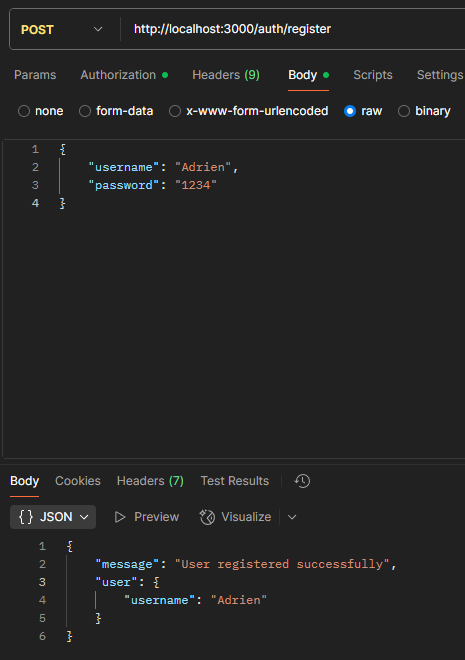 POST http://localhost:3000/auth/register
Params Authorization Headers (9) Body Scripts Settings
none form-data x-www-form-urlencoded raw binary
1 {
2 "username": "Adrien",
3 "password": "1234"
4 }
Body Cookies Headers (7) Test Results
{} JSON Preview Visualize
1 {
2 "message": "User registered successfully",
3 "user": {
4 "username": "Adrien"
5 }
6 }